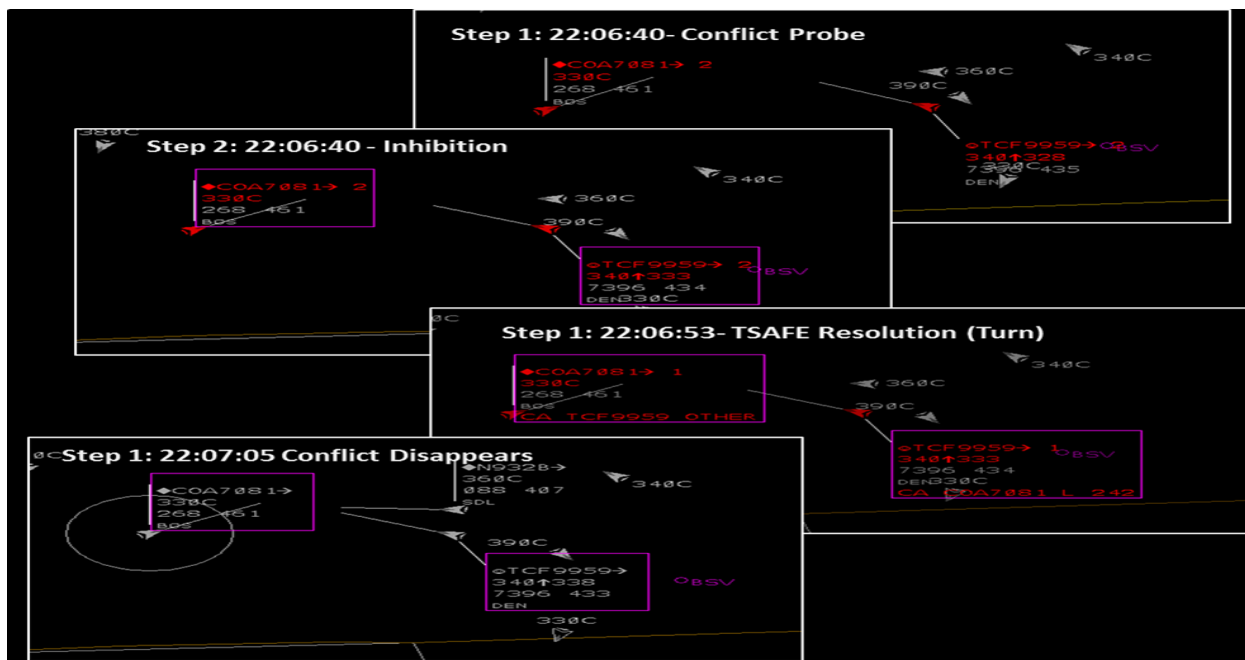 Step 1: 22:06:40- Conflict Probe
◆COA7081→ 2
330C
268 461
BOS
340C
360C
390C
TCF9959→ 2
BSV
340↑328
330C
7396 435
DEN
380C
Step 2: 22:06:40 - Inhibition
◆COA7081→ 2
330C
268 461
BOS
340C
360C
390C
TCF9959→ 2
BSV
340↑333
7396 434
DEN
330C
Step 1: 22:06:53- TSAFE Resolution (Turn)
◆COA7081→ 1
330C
268 461
BOS
CA TCF9959 OTHER
340C
360C
390C
TCF9959→ 1
BSV
340↑333
7396 434
DEN
330C
CA COA7081 L 242
Step 1: 22:07:05 Conflict Disappears
◆COA7081→
330C
268 461
BOS
◆N932B→
360C
088 407
SDL
340C
390C
TCF9959→
BSV
340↑338
7396 433
DEN
330C